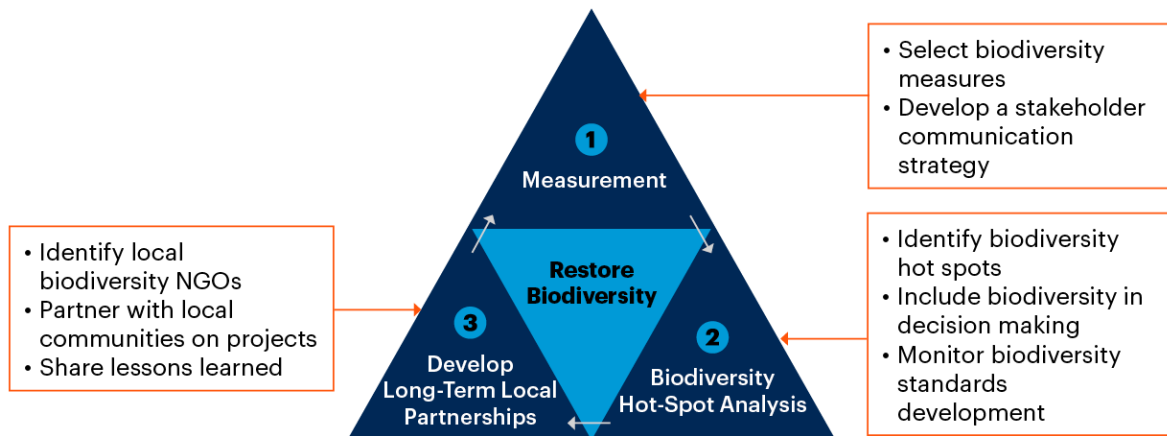 • Select biodiversity
measures
• Develop a stakeholder
communication
strategy
1
Measurement
• Identify local
biodiversity NGOs
• Partner with local
communities on projects
• Share lessons learned
Restore
Biodiversity
• Identify biodiversity
hot spots
• Include biodiversity in
decision making
• Monitor biodiversity
standards
development
3
Develop
Long-Term Local
Partnerships
2
Biodiversity
Hot-Spot Analysis